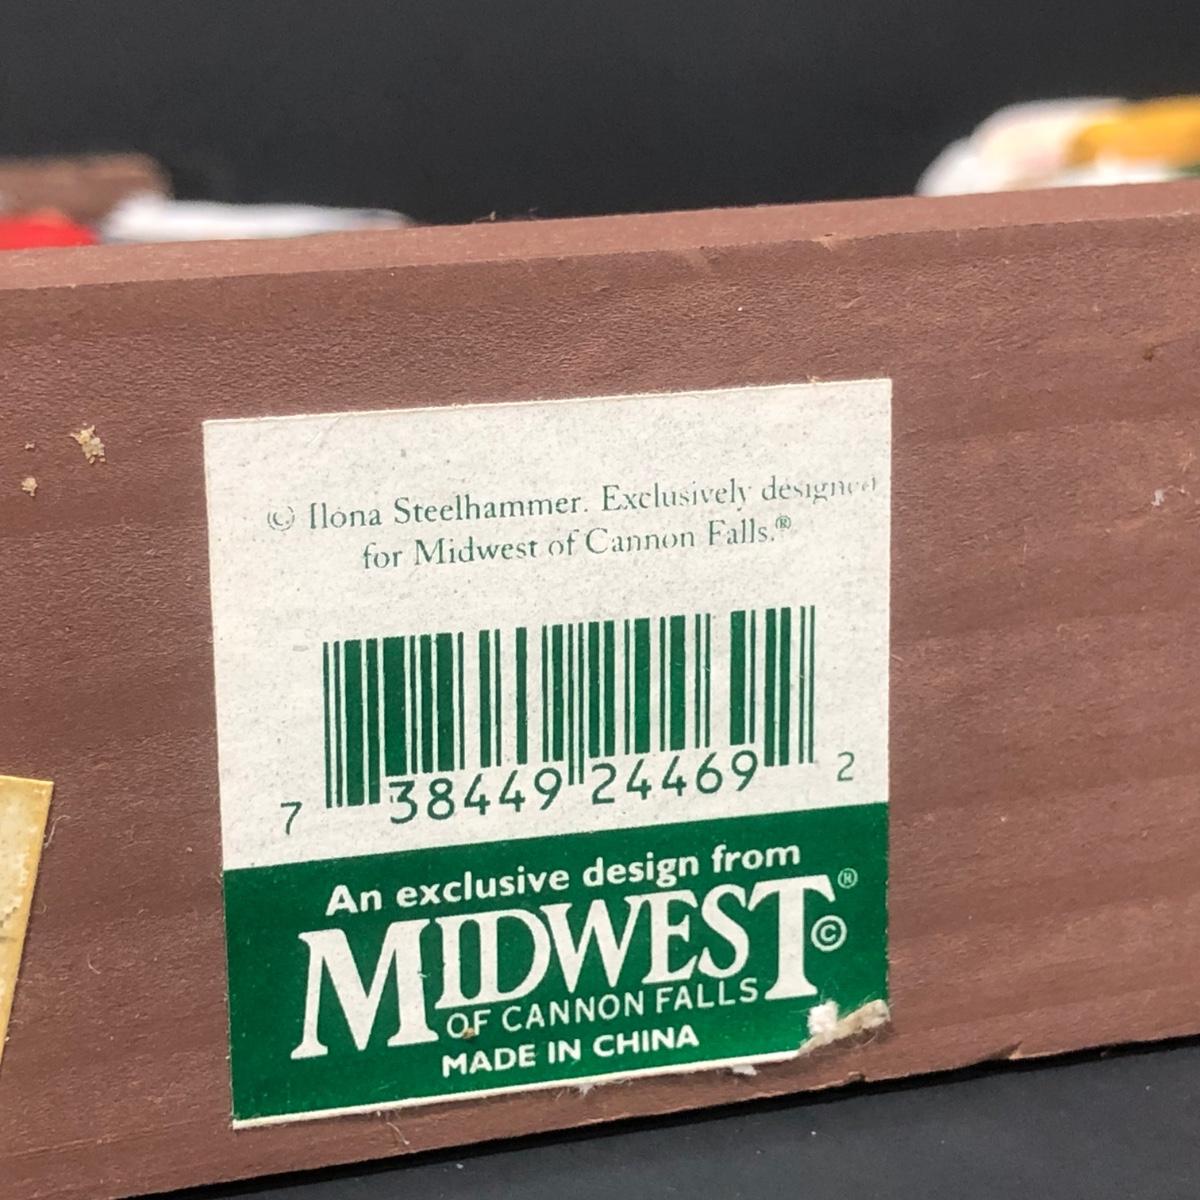 © Ilona Steelhammer. Exclusively designed
for Midwest of Cannon Falls.®
7 38449 24469 2
An exclusive design from
MIDWEST®
©
OF CANNON FALLS
MADE IN CHINA